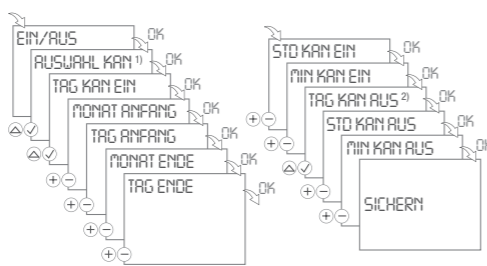 EIN/AUS
OK
AUSWAHL KAN 1)
OK
TAG KAN EIN
OK
MONAT ANFANG
OK
TAG ANFANG
OK
MONAT ENDE
OK
TAG ENDE
OK
STD KAN EIN
OK
MIN KAN EIN
OK
TAG KAN AUS 2)
OK
STD KAN AUS
OK
MIN KAN AUS
SICHERN